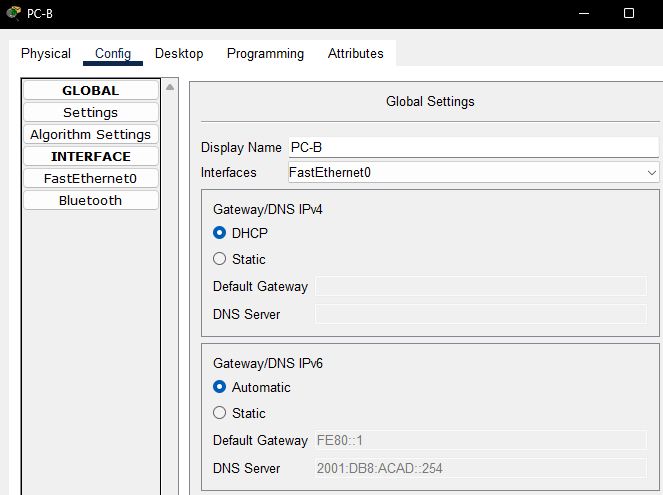 PC-B
Physical Config Desktop Programming Attributes
GLOBAL
Settings
Algorithm Settings
INTERFACE
FastEthernet0
Bluetooth
Global Settings
Display Name PC-B
Interfaces FastEthernet0
Gateway/DNS IPv4
DHCP
Static
Default Gateway
DNS Server
Gateway/DNS IPv6
Automatic
Static
Default Gateway FE80::1
DNS Server 2001:DB8:ACAD::254